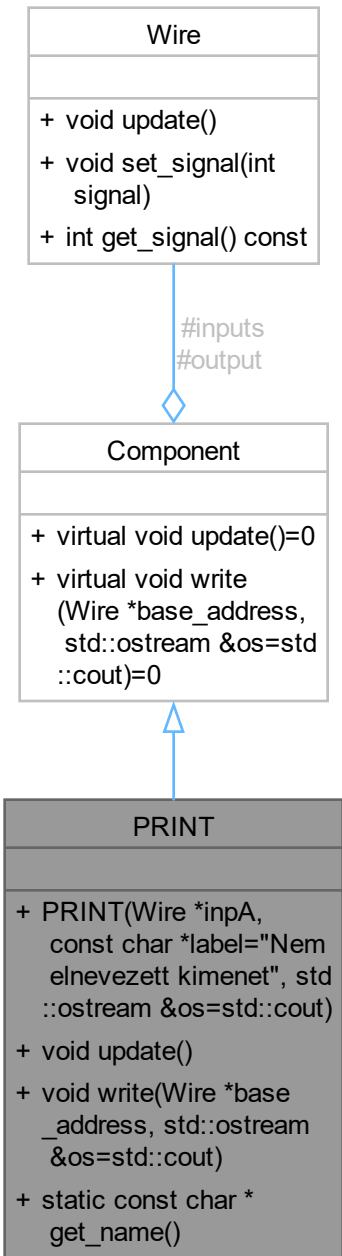 Wire
+ void update()
+ void set_signal(int
signal)
+ int get_signal() const
#inputs
#output
Component
+ virtual void update()=0
+ virtual void write
(Wire *base_address,
std::ostream &os=std
::cout)=0
PRINT
+ PRINT(Wire *inpA,
const char *label="Nem
elnevezett kimenet", std
::ostream &os=std::cout)
+ void update()
+ void write(Wire *base
_address, std::ostream
&os=std::cout)
+ static const char *
get_name()